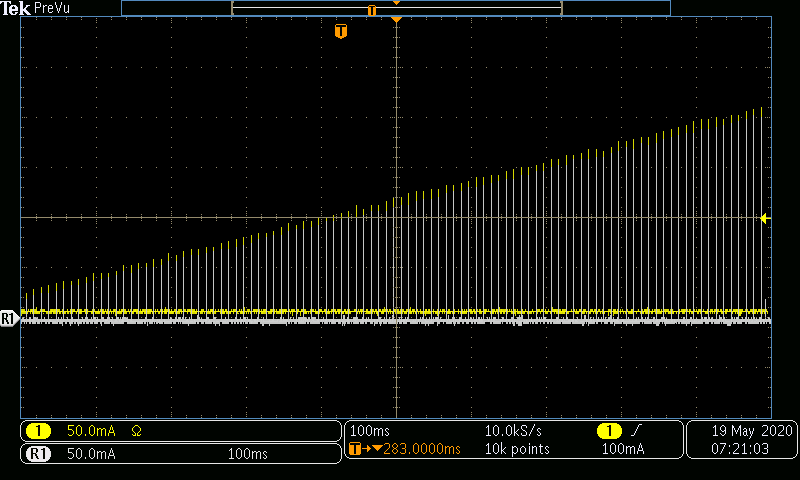 Tek PreVu
T
T
R1
1 50.0mA Ω
R1 50.0mA 100ms
100ms 10.0kS/s 1
T→▼283.0000ms 10k points 100mA
19 May 2020
07:21:03